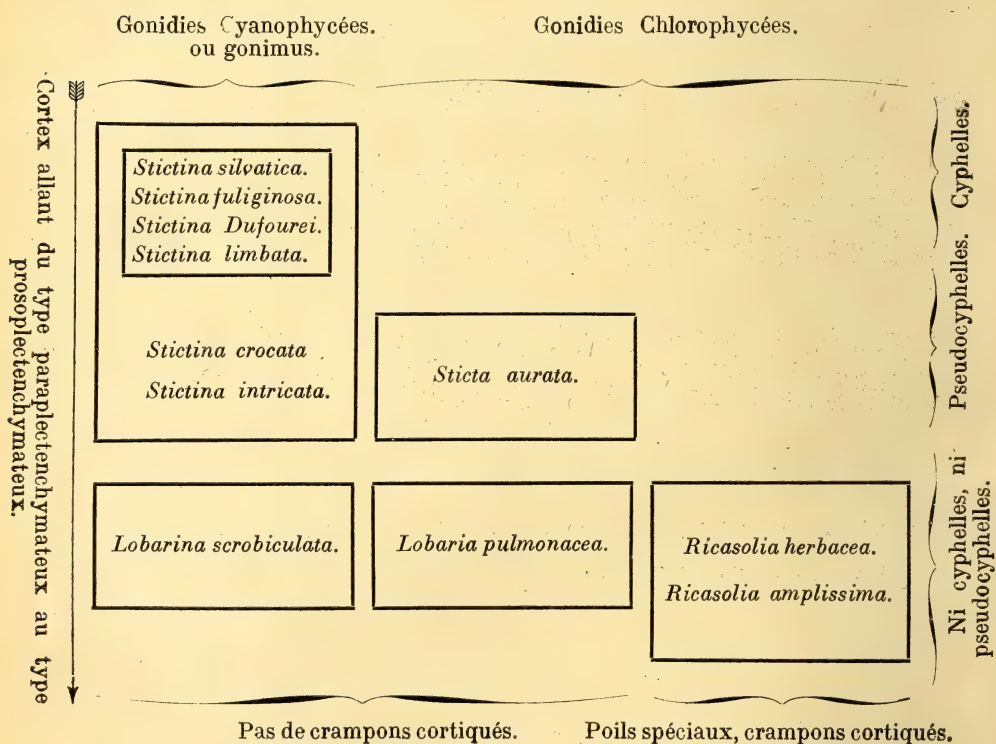 Gonidies Cyanophycées.
ou gonimus.
Gonidies Chlorophycées.
Cortex allant du type paraplectenchymateux au type
prosoplectenchymateux.
Stictina silvatica.
Stictina fuliginosa.
Stictina Dufourei.
Stictina limbata.
Stictina crocata.
Stictina intricata.
Sticta aurata.
Lobarina scrobiculata.
Lobaria pulmonacea.
Ricasolia herbacea.
Ricasolia amplissima.
Cyphelles.
Pseudocyphelles.
Ni cyphelles, ni
pseudocyphelles.
Pas de crampons cortiqués.
Poils spéciaux, crampons cortiqués.